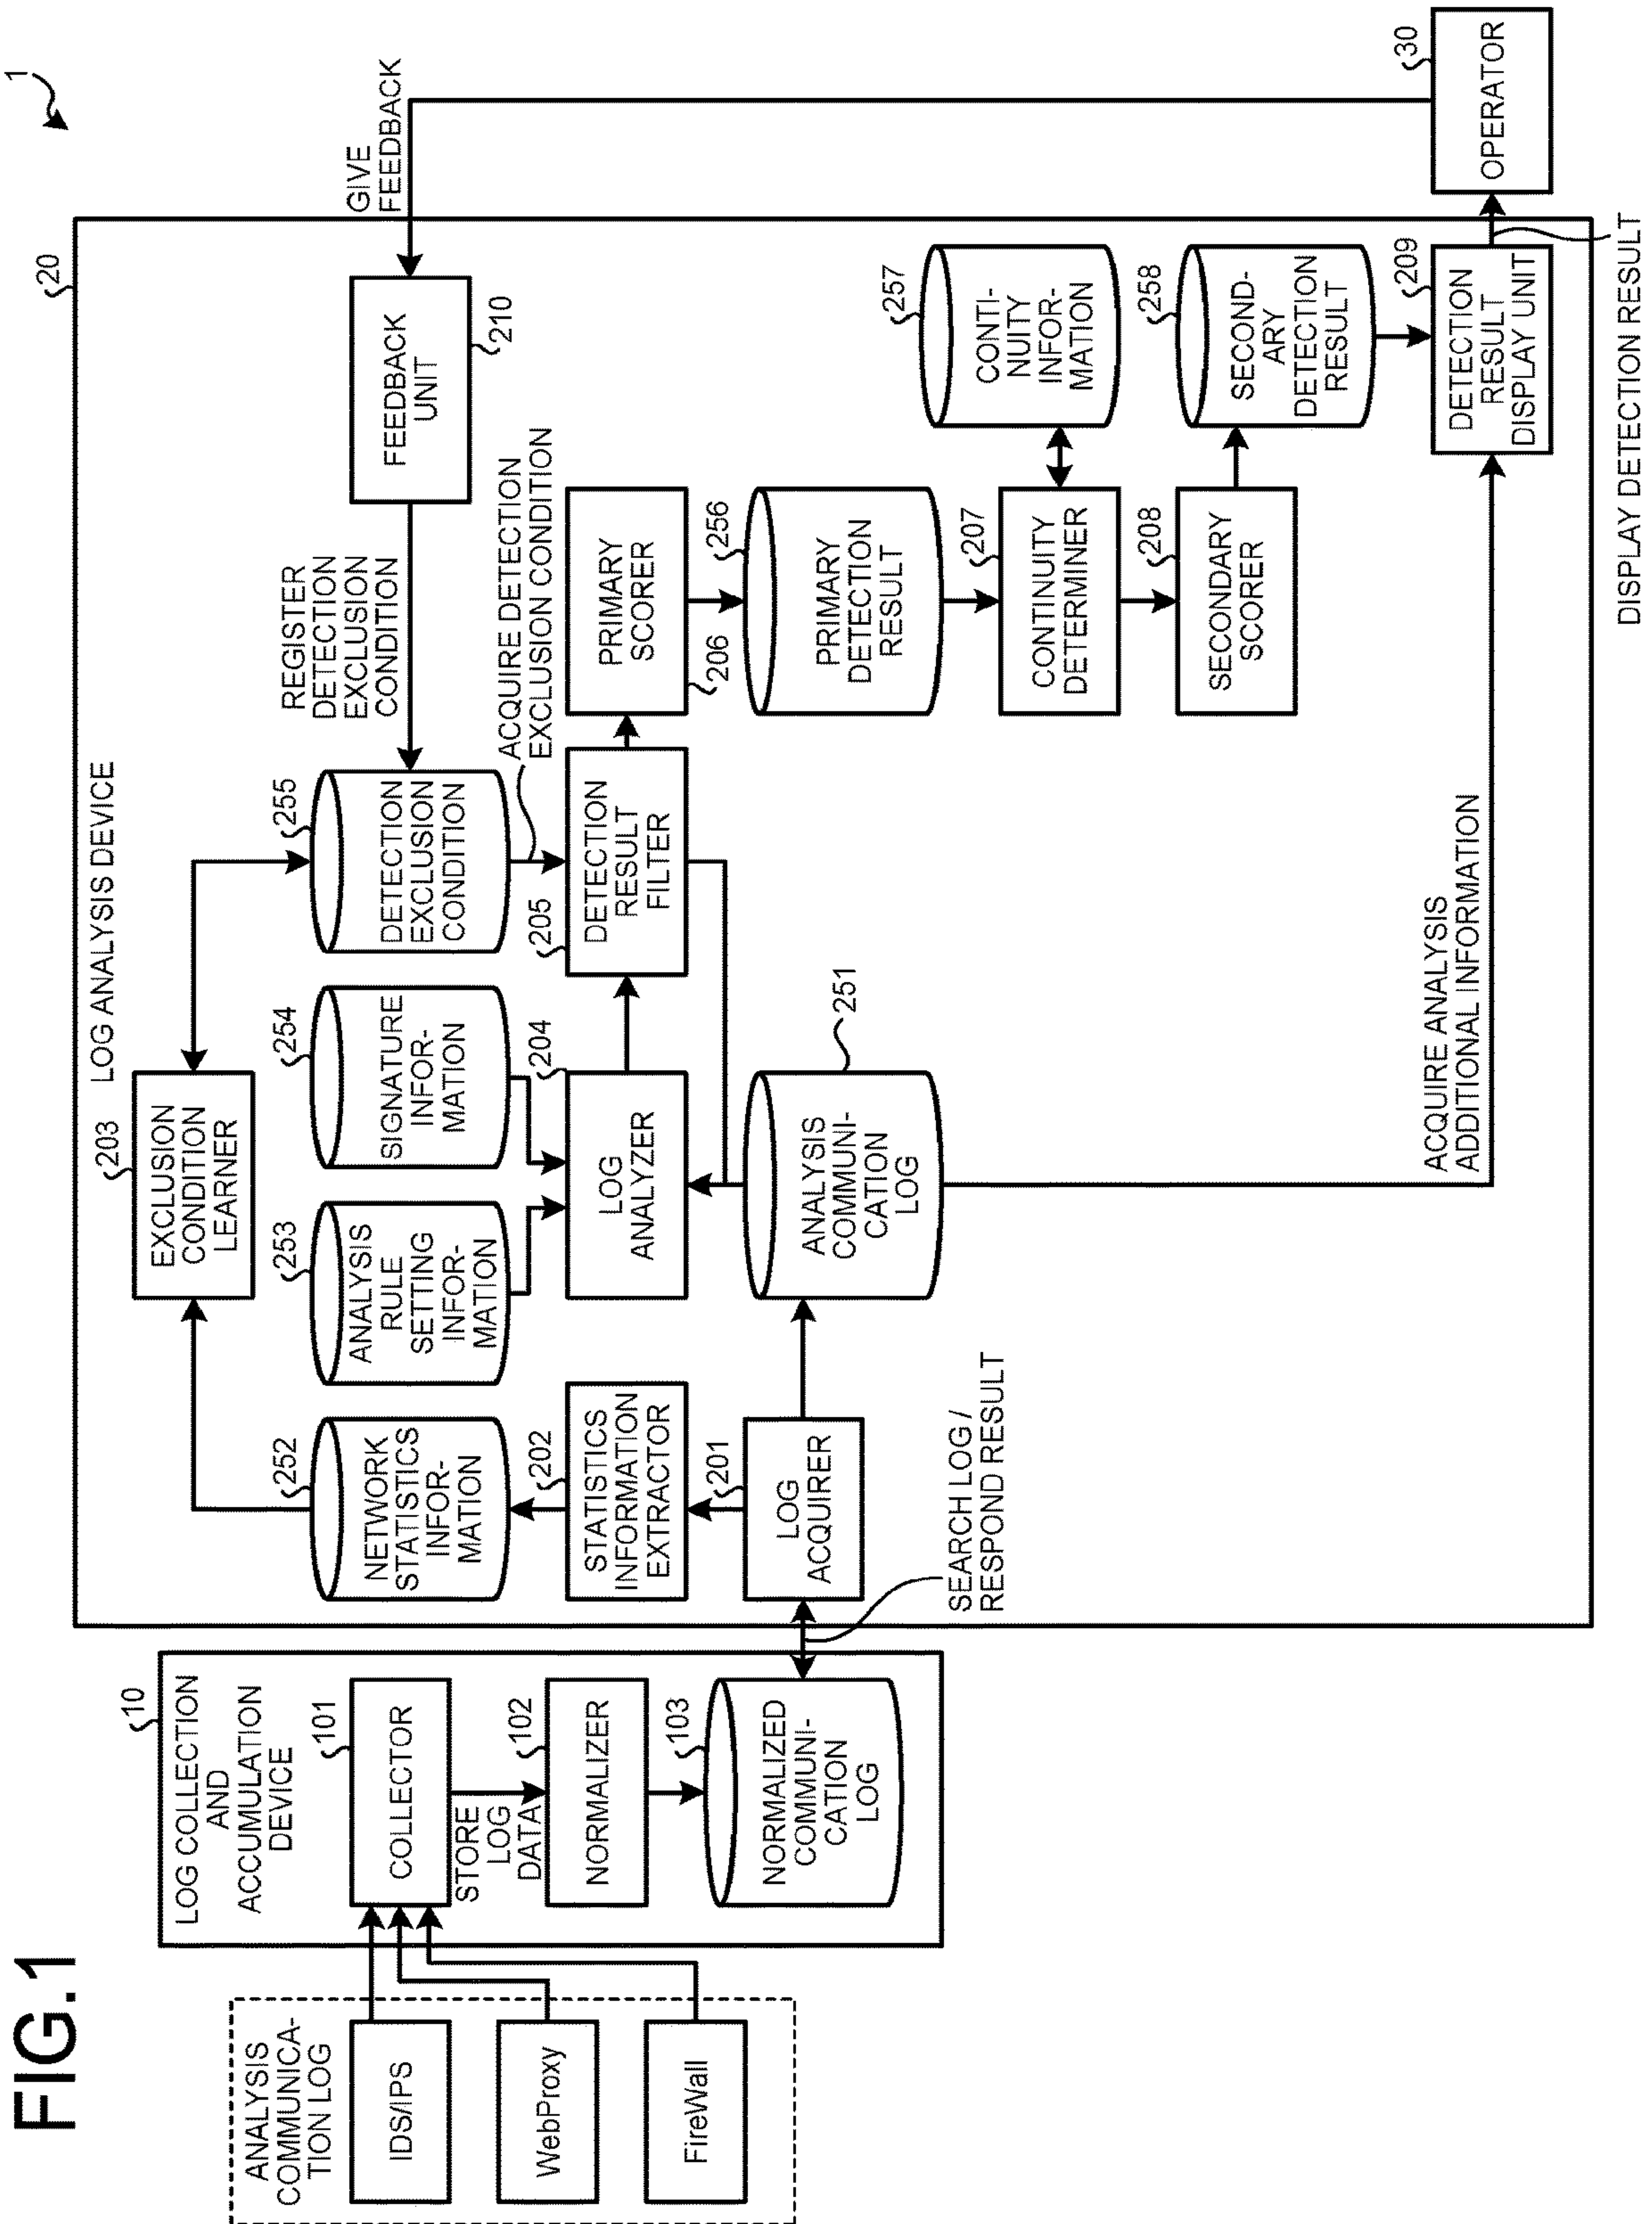 FIG.1
1
ANALYSIS
COMMUNICA-
TION LOG
IDS/IPS
WebProxy
FireWall
10
LOG COLLECTION
AND
ACCUMULATION
DEVICE
101
COLLECTOR
STORE
LOG
DATA
102
NORMALIZER
103
NORMALIZED
COMMUNI-
CATION
LOG
SEARCH LOG /
RESPOND RESULT
20
LOG ANALYSIS DEVICE
203
EXCLUSION
CONDITION
LEARNER
252
NETWORK
STATISTICS
INFOR-
MATION
253
ANALYSIS
RULE
SETTING
INFOR-
MATION
254
SIGNATURE
INFOR-
MATION
255
DETECTION
EXCLUSION
CONDITION
REGISTER
DETECTION
EXCLUSION
CONDITION
FEEDBACK
UNIT
210
GIVE
FEEDBACK
202
STATISTICS
INFORMATION
EXTRACTOR
204
LOG
ANALYZER
205
DETECTION
RESULT
FILTER
ACQUIRE DETECTION
EXCLUSION CONDITION
PRIMARY
SCORER
206
201
LOG
ACQUIRER
251
ANALYSIS
COMMUNI-
CATION
LOG
256
PRIMARY
DETECTION
RESULT
207
CONTINUITY
DETERMINER
257
CONTI-
NUITY
INFOR-
MATION
208
SECONDARY
SCORER
258
SECOND-
ARY
DETECTION
RESULT
ACQUIRE ANALYSIS
ADDITIONAL INFORMATION
209
DETECTION
RESULT
DISPLAY UNIT
30
OPERATOR
DISPLAY DETECTION RESULT